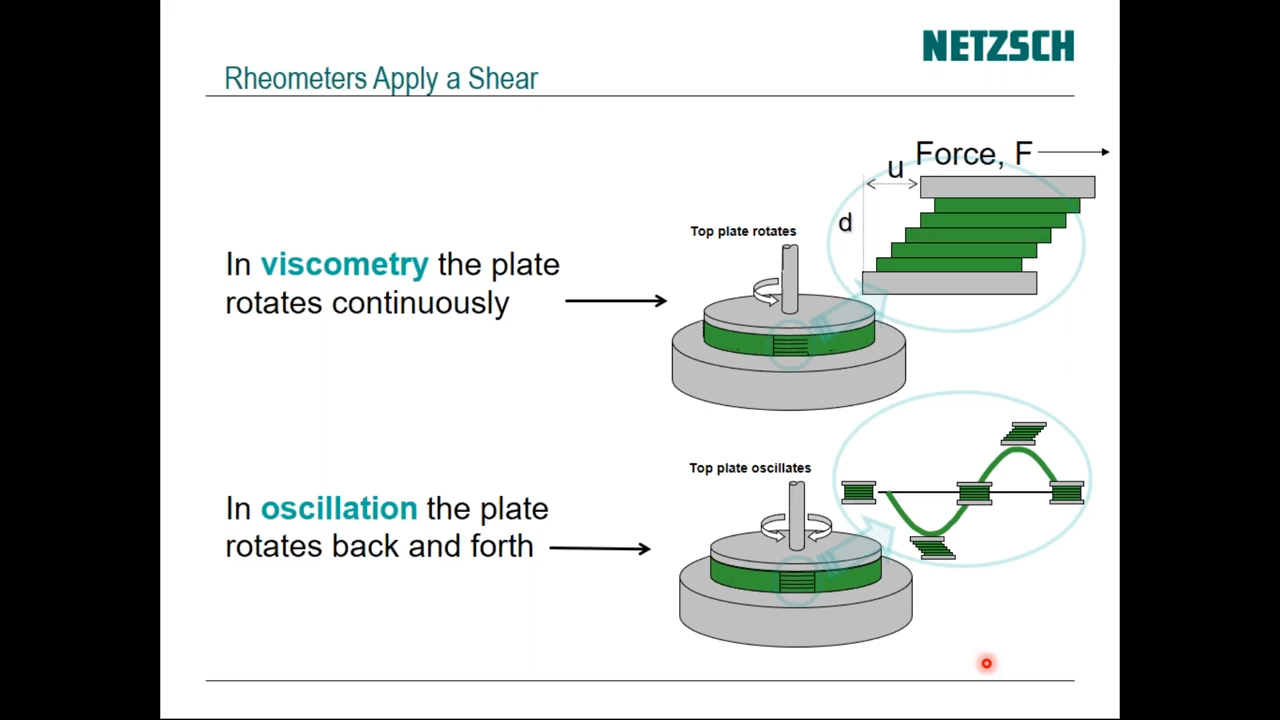 NETZSCH
Rheometers Apply a Shear
Force, F
u
d
Top plate rotates
In viscometry the plate
rotates continuously
Top plate oscillates
In oscillation the plate
rotates back and forth